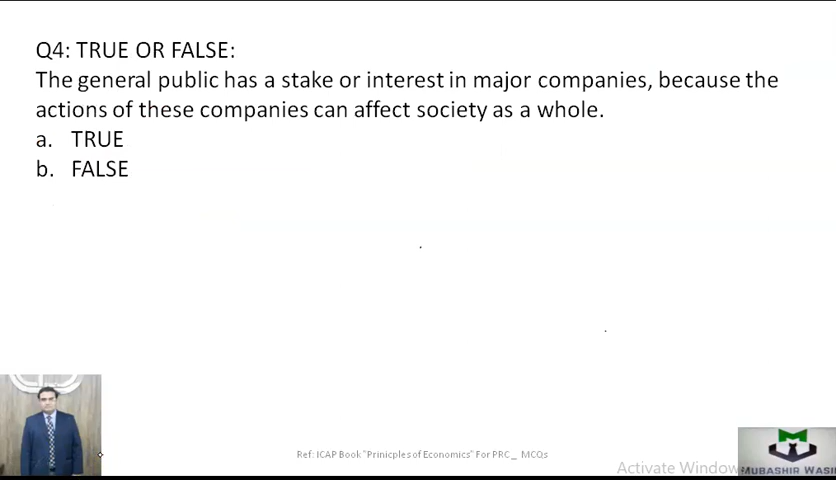 Q4: TRUE OR FALSE:
The general public has a stake or interest in major companies, because the
actions of these companies can affect society as a whole.
a. TRUE
b. FALSE
Ref: ICAP Book "Prinicples of Economics" For PRC_ MCQs
Activate Window
MUBASHIR WASI